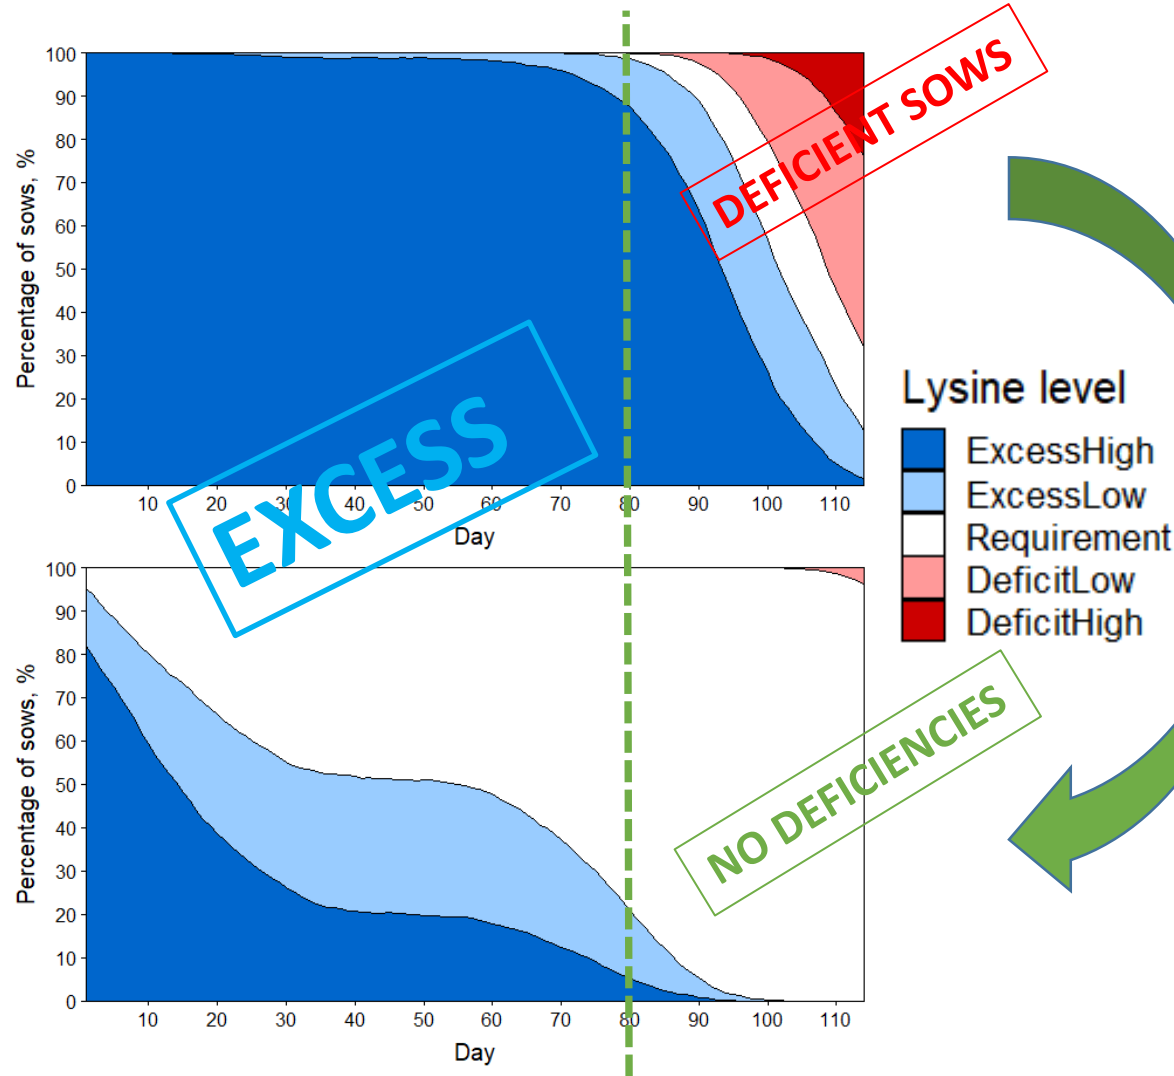 Percentage of sows, %
100
90
80
70
60
50
40
30
20
10
0
10 20 30 40 50 60 70 80 90 100 110
Day
DEFICIENT SOWS
EXCESS
Lysine level
ExcessHigh
ExcessLow
Requirement
DeficitLow
DeficitHigh
Percentage of sows, %
100
90
80
70
60
50
40
30
20
10
0
10 20 30 40 50 60 70 80 90 100 110
Day
NO DEFICIENCIES